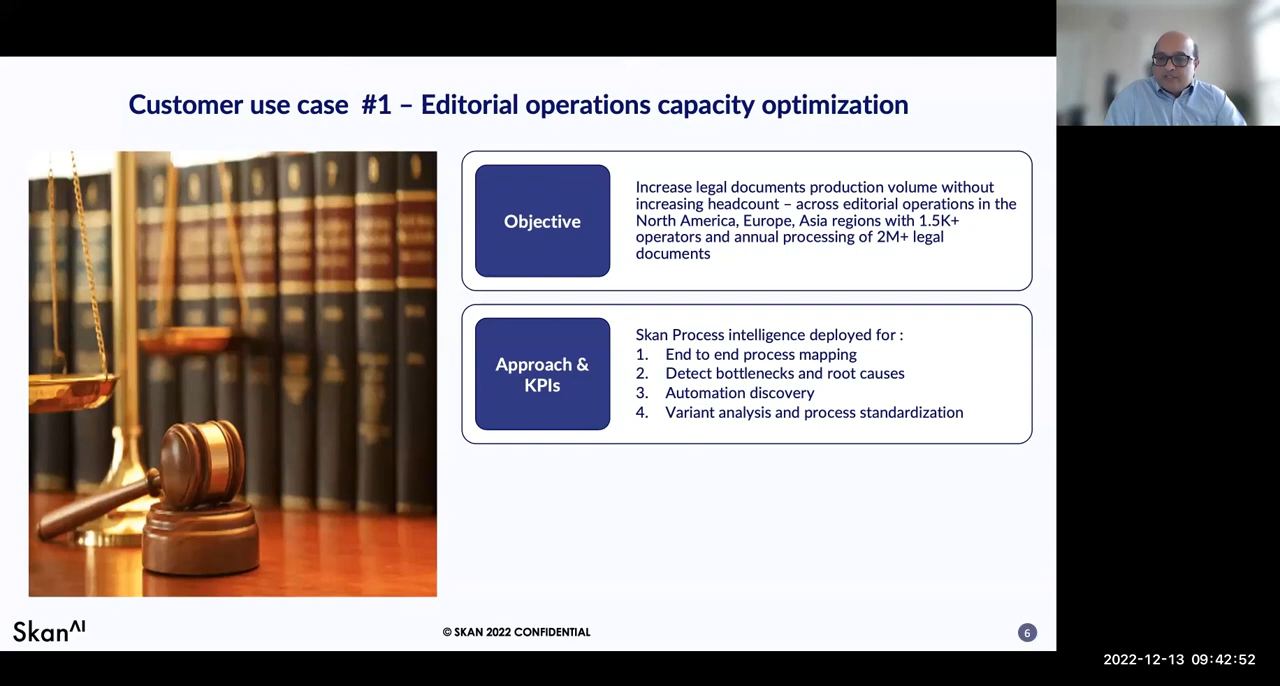 Customer use case #1 – Editorial operations capacity optimization
Objective
Increase legal documents production volume without
increasing headcount – across editorial operations in the
North America, Europe, Asia regions with 1.5K+
operators and annual processing of 2M+ legal
documents
Approach &
KPIs
Skan Process intelligence deployed for :
1. End to end process mapping
2. Detect bottlenecks and root causes
3. Automation discovery
4. Variant analysis and process standardization
SkanAI
© SKAN 2022 CONFIDENTIAL
6
2022-12-13 09:42:52